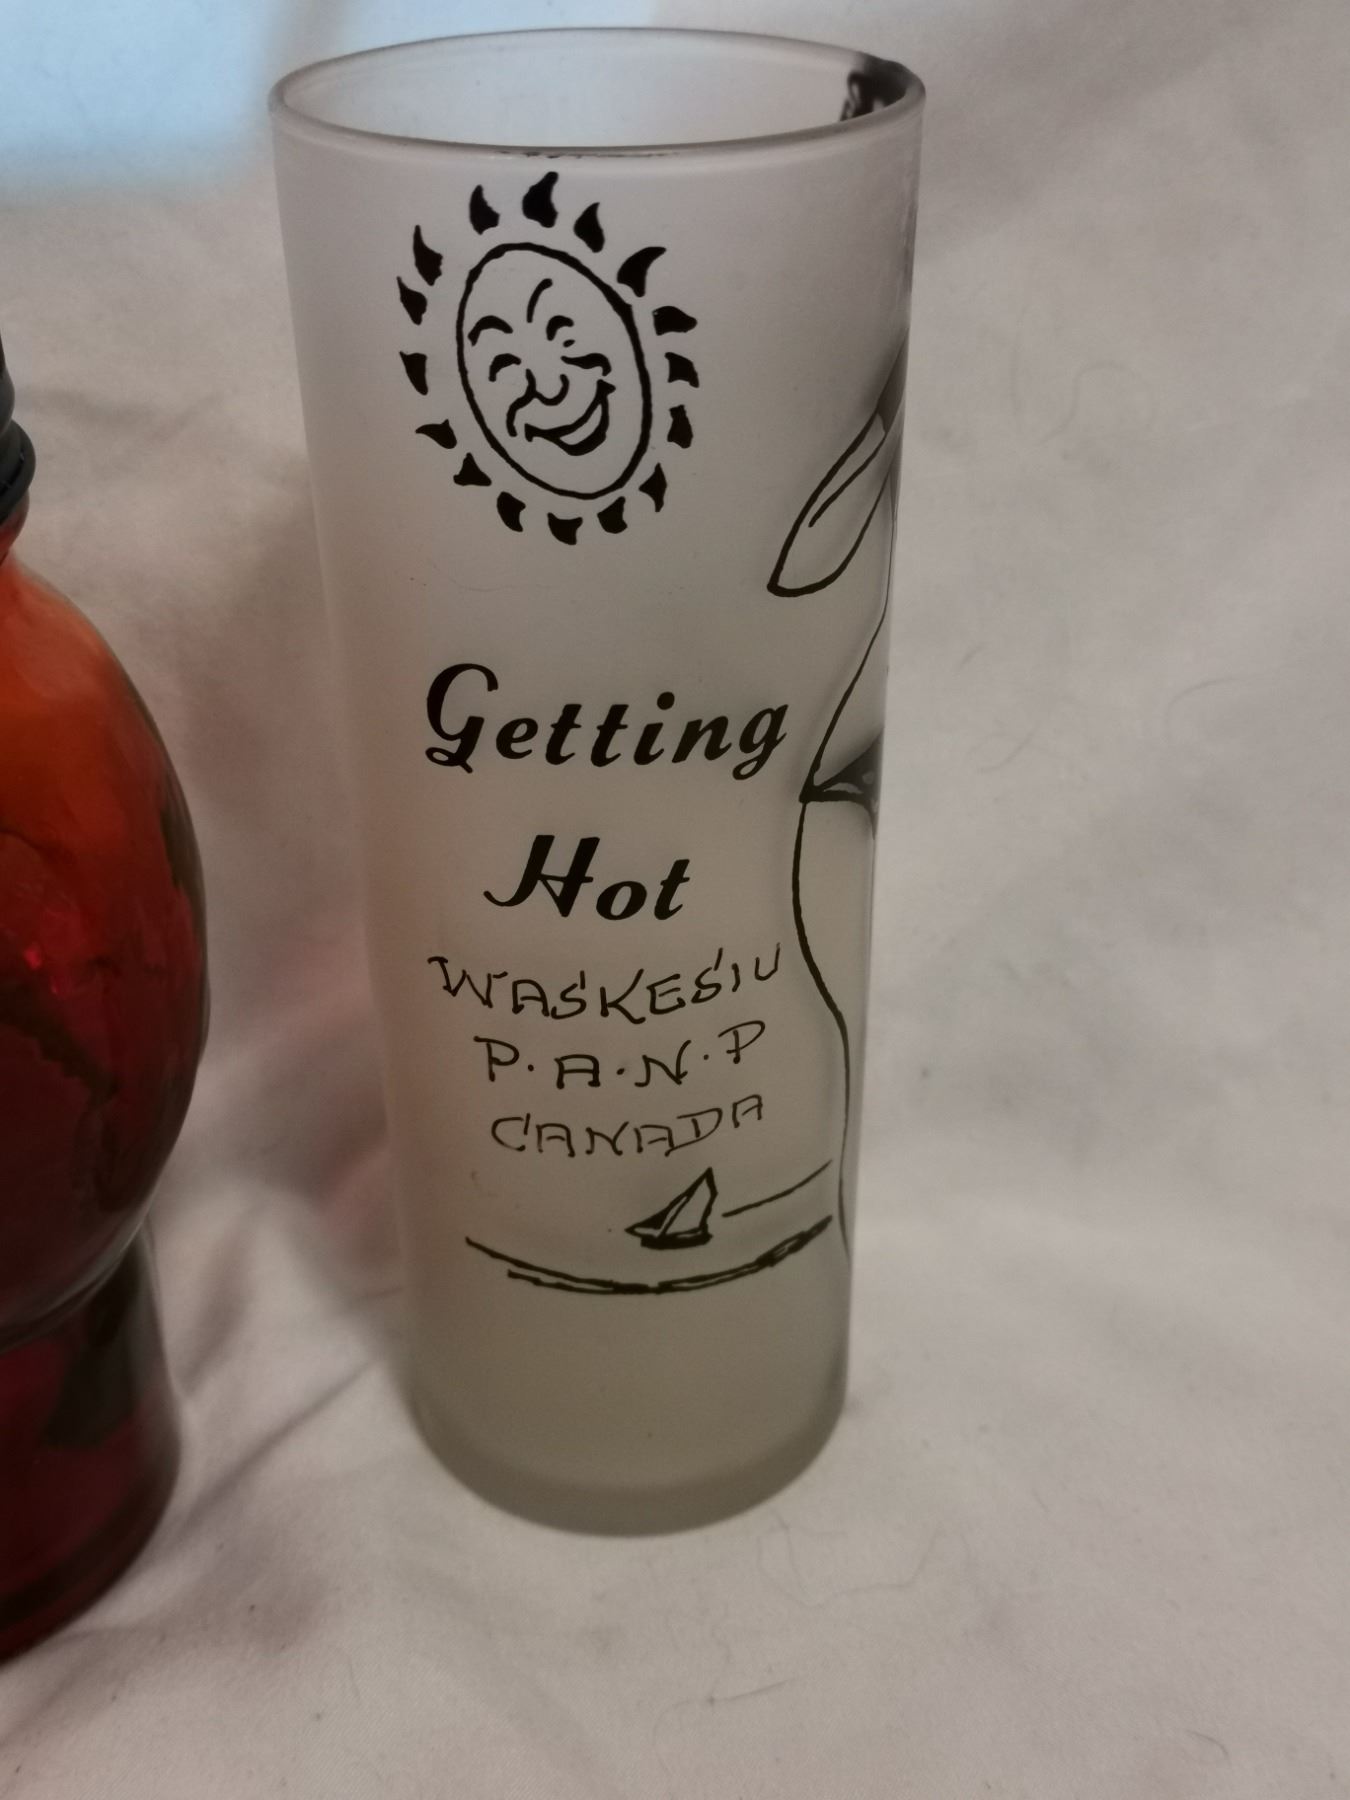 Getting
Hot
WASKESIU
P.A.N.P
CANADA